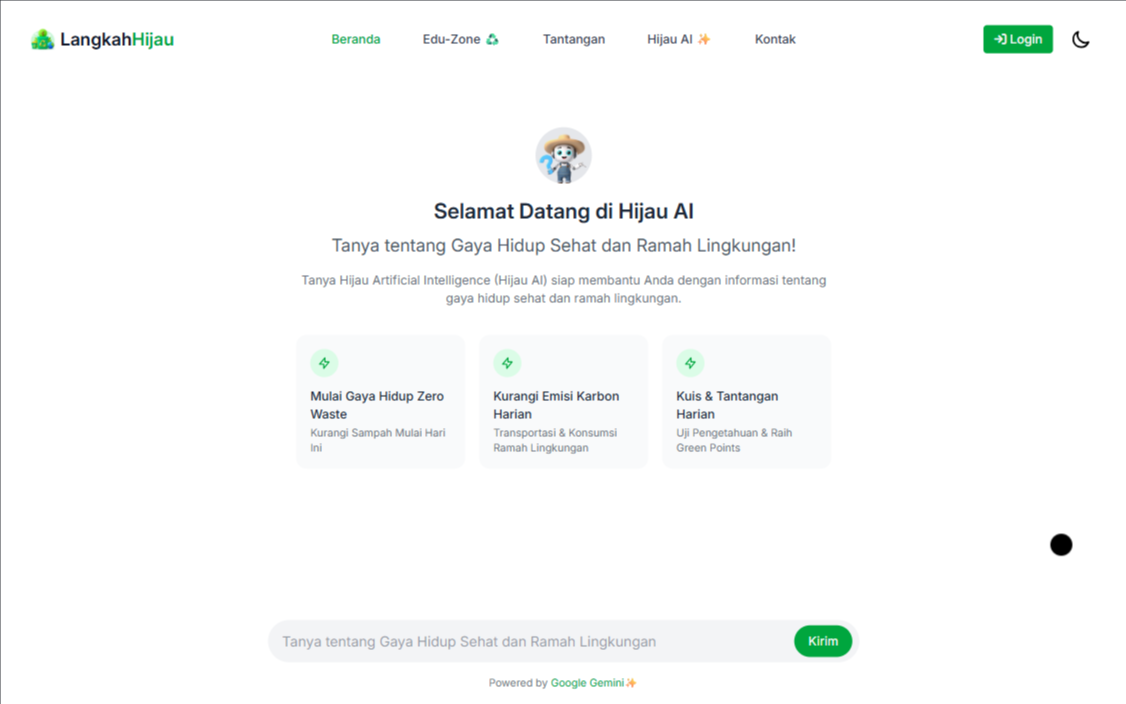 LangkahHijau
Beranda
Edu-Zone
Tantangan
Hijau AI ✨
Kontak
Login
?
Selamat Datang di Hijau AI
Tanya tentang Gaya Hidup Sehat dan Ramah Lingkungan!
Tanya Hijau Artificial Intelligence (Hijau AI) siap membantu Anda dengan informasi tentang
gaya hidup sehat dan ramah lingkungan.
Mulai Gaya Hidup Zero
Waste
Kurangi Sampah Mulai Hari
Ini
Kurangi Emisi Karbon
Harian
Transportasi & Konsumsi
Ramah Lingkungan
Kuis & Tantangan
Harian
Uji Pengetahuan & Raih
Green Points
Tanya tentang Gaya Hidup Sehat dan Ramah Lingkungan
Kirim
Powered by Google Gemini✨